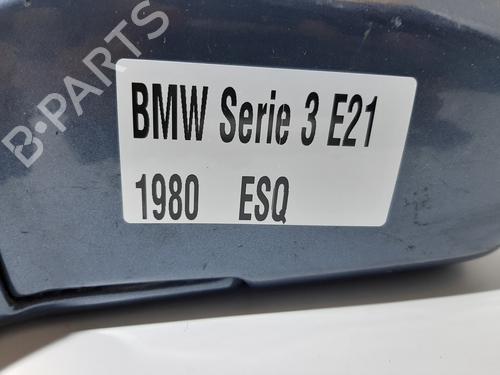 B-PARTS
BMW Serie 3 E21
1980 ESQ